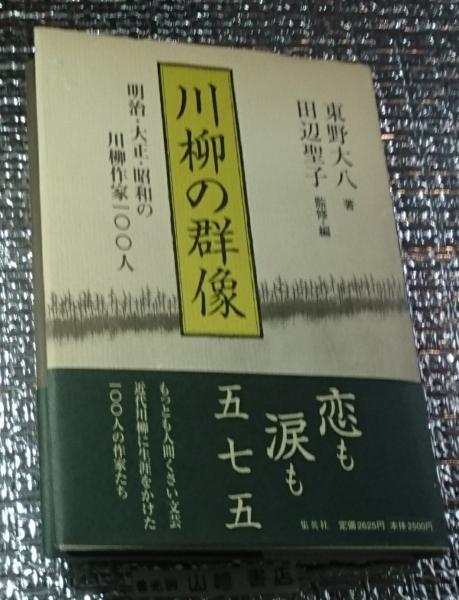 東野大八 著
田辺聖子 監修・編
川柳の群像
明治・大正・昭和の
川柳作家一〇〇人
恋も
涙も
五七五
もっとも人間くさい文芸
近代川柳に生涯をかけた
一〇〇人の作家たち
集英社 定価2625円 本体2500円
山崎書店